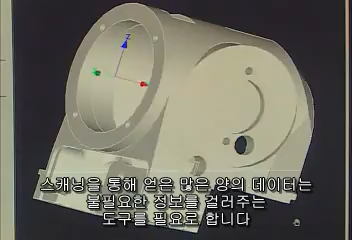 z
스캐닝을 통해 얻은 많은 양의 데이터는
불필요한 정보를 걸러주는
도구를 필요로 합니다